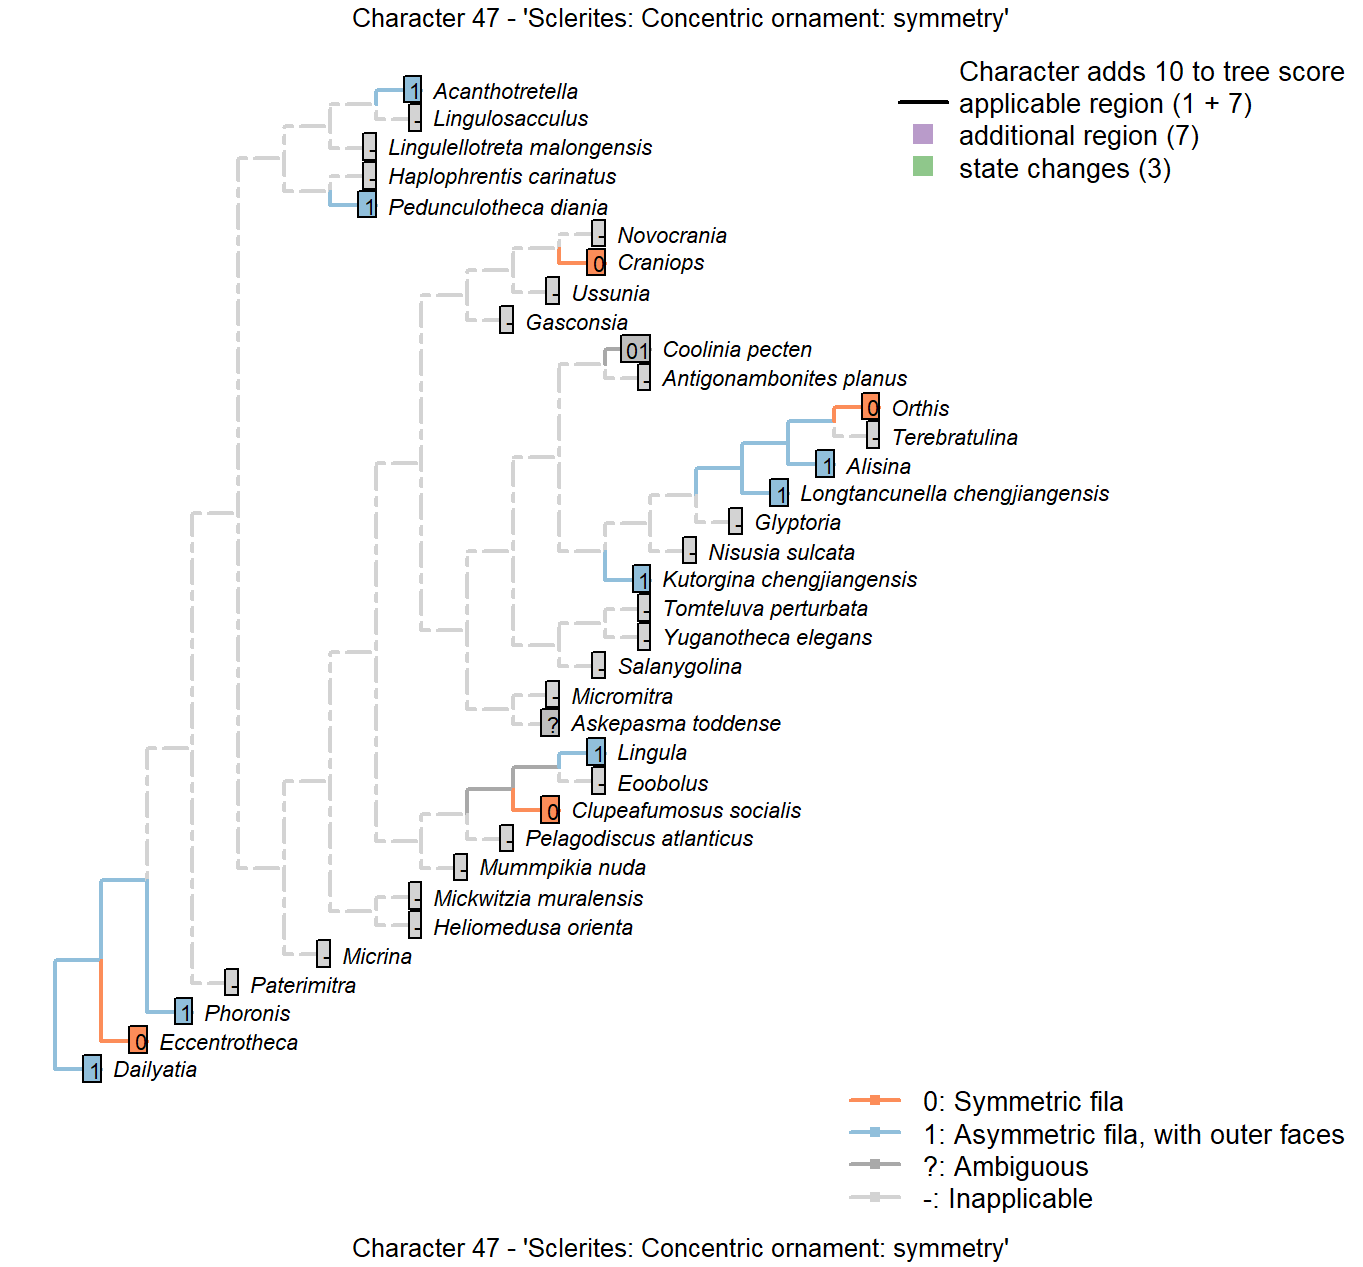 Character 47 - 'Sclerites: Concentric ornament: symmetry'
Character adds 10 to tree score
applicable region (1 + 7)
additional region (7)
state changes (3)
1 Acanthotretella
- Lingulosacculus
- Lingulellotreta malongensis
- Haplophrentis carinatus
1 Pedunculotheca diania
- Novocrania
0 Craniops
- Ussunia
- Gasconsia
01 Coolinia pecten
- Antigonambonites planus
0 Orthis
- Terebratulina
1 Alisina
1 Longtancunella chengjiangensis
- Glyptoria
- Nisusia sulcata
1 Kutorgina chengjiangensis
- Tomteluva perturbata
- Yuganotheca elegans
- Salanygolina
- Micromitra
? Askepasma toddense
1 Lingula
- Eoobolus
0 Clupeafumosus socialis
- Pelagodiscus atlanticus
- Mummpikia nuda
- Mickwitzia muralensis
- Heliomedusa orienta
- Micrina
- Paterimitra
1 Phoronis
0 Eccentrotheca
1 Dailyatia
0: Symmetric fila
1: Asymmetric fila, with outer faces
?: Ambiguous
-: Inapplicable
Character 47 - 'Sclerites: Concentric ornament: symmetry'